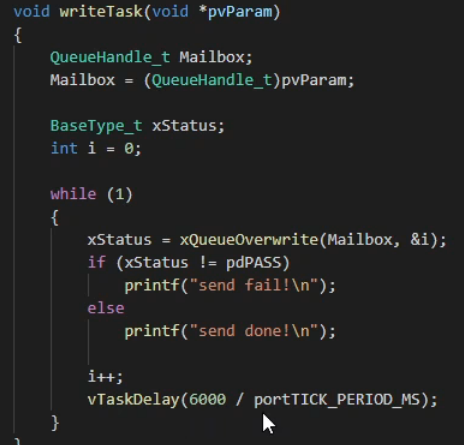 void writeTask(void *pvParam)
{
    QueueHandle_t Mailbox;
    Mailbox = (QueueHandle_t)pvParam;
    BaseType_t xStatus;
    int i = 0;
    while (1)
    {
        xStatus = xQueueOverwrite(Mailbox, &i);
        if (xStatus != pdPASS)
            printf("send fail!\n");
        else
            printf("send done!\n");
        i++;
        vTaskDelay(6000 / portTICK_PERIOD_MS);
    }
}